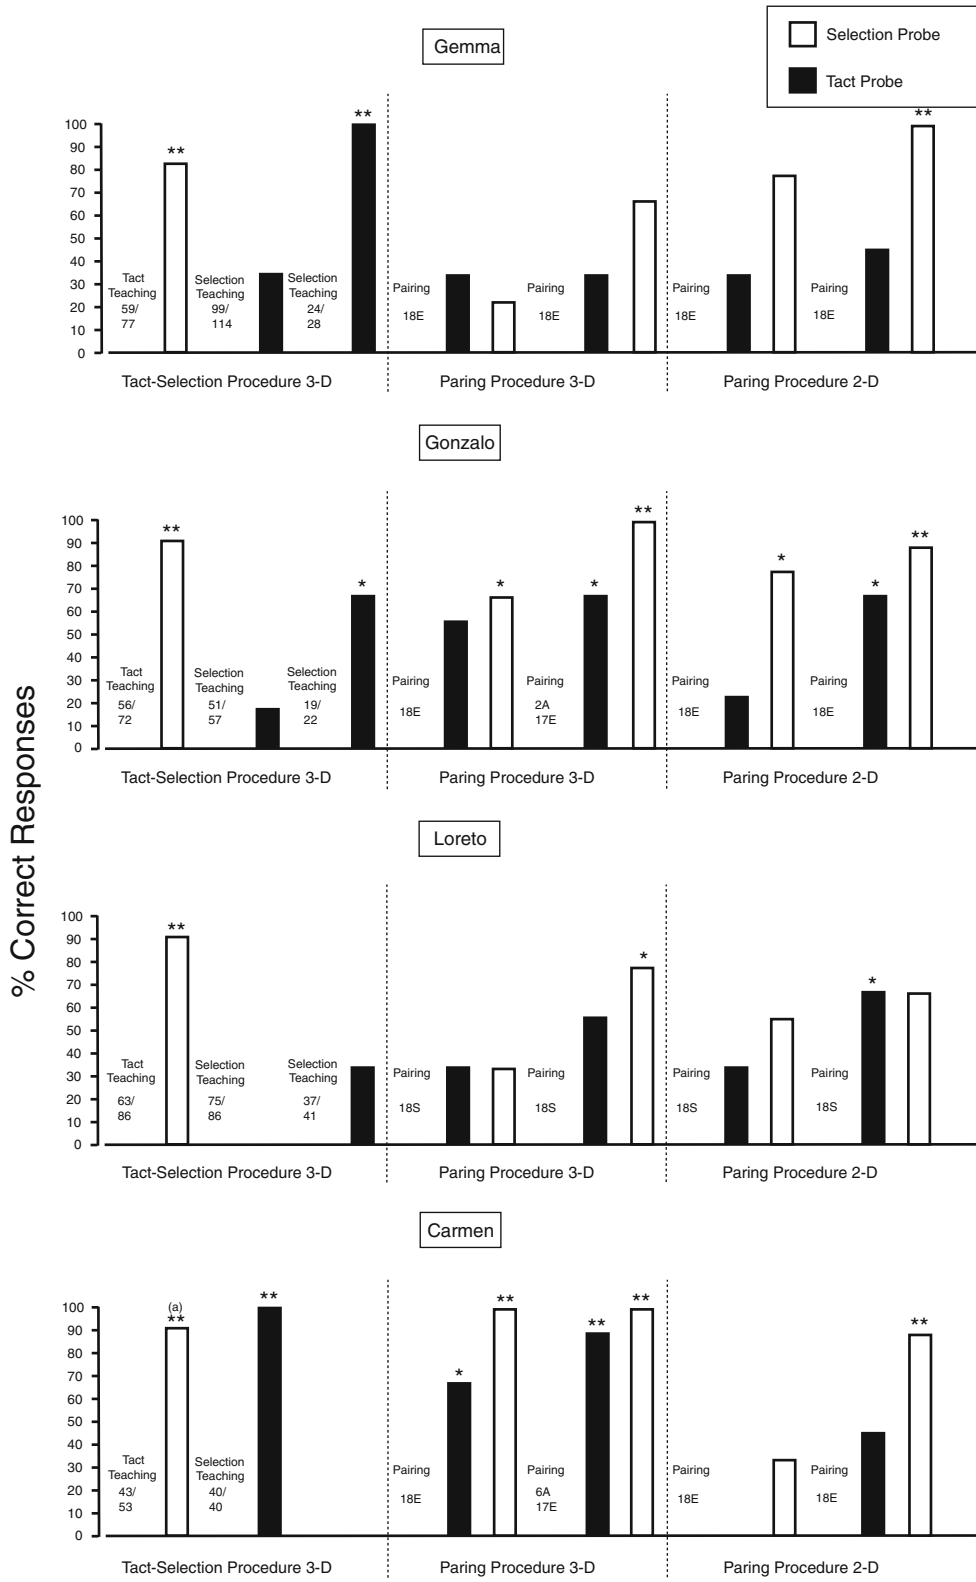 Selection Probe
Tact Probe
% Correct Responses
Gemma
100
90
80
70
60
50
40
30
20
10
0
**
**
**
Tact
Teaching
59/
77
Selection
Teaching
99/
114
Selection
Teaching
24/
28
Pairing
18E
Pairing
18E
Pairing
18E
Pairing
18E
Tact-Selection Procedure 3-D
Paring Procedure 3-D
Paring Procedure 2-D
Gonzalo
100
90
80
70
60
50
40
30
20
10
0
**
*
*
*
**
*
*
**
Tact
Teaching
56/
72
Selection
Teaching
51/
57
Selection
Teaching
19/
22
Pairing
18E
Pairing
2A
17E
Pairing
18E
Pairing
18E
Tact-Selection Procedure 3-D
Paring Procedure 3-D
Paring Procedure 2-D
Loreto
100
90
80
70
60
50
40
30
20
10
0
**
*
*
Tact
Teaching
63/
86
Selection
Teaching
75/
86
Selection
Teaching
37/
41
Pairing
18S
Pairing
18S
Pairing
18S
Pairing
18S
Tact-Selection Procedure 3-D
Paring Procedure 3-D
Paring Procedure 2-D
Carmen
100
90
80
70
60
50
40
30
20
10
0
(a)
**
**
*
**
**
**
**
Tact
Teaching
43/
53
Selection
Teaching
40/
40
Pairing
18E
Pairing
6A
17E
Pairing
18E
Pairing
18E
Tact-Selection Procedure 3-D
Paring Procedure 3-D
Paring Procedure 2-D